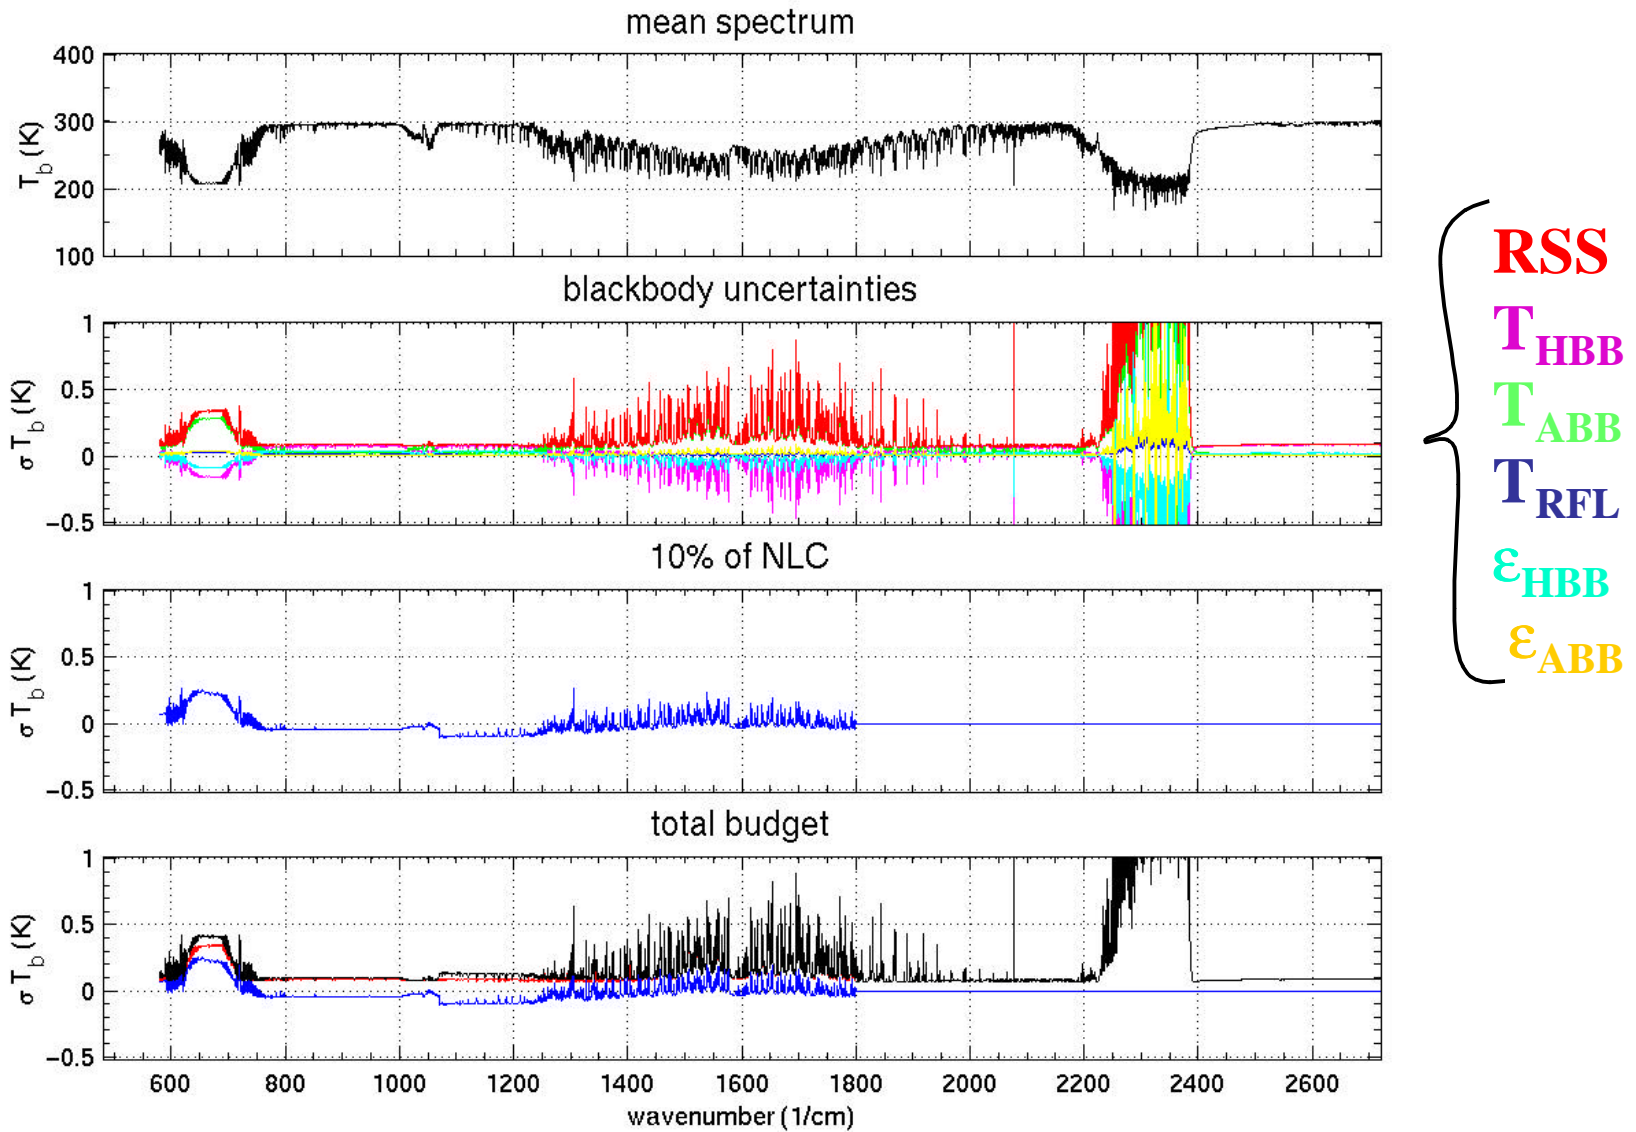 mean spectrum
400
300
200
100
T_b (K)
blackbody uncertainties
1
0.5
0
−0.5
σ T_b (K)
10% of NLC
1
0.5
0
−0.5
σ T_b (K)
total budget
1
0.5
0
−0.5
σ T_b (K)
600 800 1000 1200 1400 1600 1800 2000 2200 2400 2600
wavenumber (1/cm)
RSS
T_HBB
T_ABB
T_RFL
ε_HBB
ε_ABB